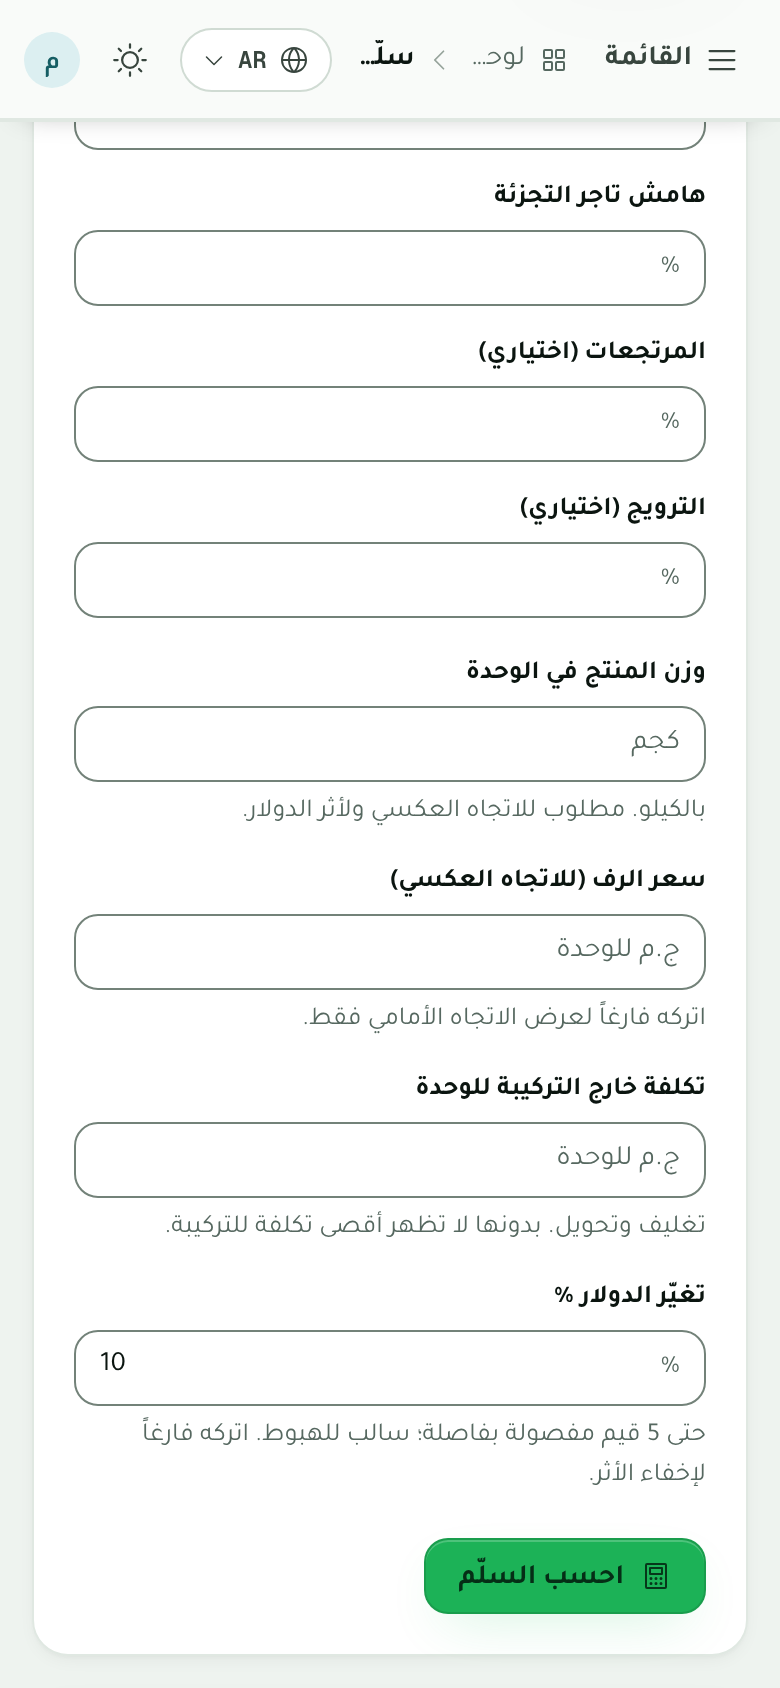 القائمة
لوحـ...
سلّـ...
AR
م
هامش تاجر التجزئة
%
المرتجعات (اختياري)
%
الترويج (اختياري)
%
وزن المنتج في الوحدة
كجم
بالكيلو. مطلوب للاتجاه العكسي ولأثر الدولار.
سعر الرف (للاتجاه العكسي)
ج.م للوحدة
اتركه فارغاً لعرض الاتجاه الأمامي فقط.
تكلفة خارج التركيبة للوحدة
ج.م للوحدة
تغليف وتحويل. بدونها لا تظهر أقصى تكلفة للتركيبة.
تغيّر الدولار %
% 10
حتى 5 قيم مفصولة بفاصلة؛ سالب للهبوط. اتركه فارغاً
لإخفاء الأثر.
احسب السلّم